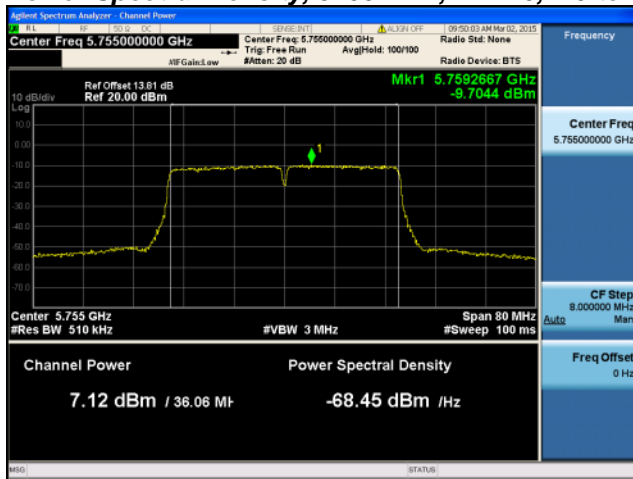 Agilent Spectrum Analyzer - Channel Power
RL RF 50 Ω DC SENSE:INT ALIGN OFF 09:50:03 AM Mar 02, 2015
Center Freq 5.755000000 GHz
#IFGain:Low
Center Freq: 5.755000000 GHz
Trig: Free Run Avg|Hold: 100/100
#Atten: 20 dB
Radio Std: None
Radio Device: BTS
Frequency
Ref Offset 13.81 dB
10 dB/div Ref 20.00 dBm
Log
Mkr1 5.7592667 GHz
-9.7044 dBm
10.0
0.00
-10.0
-20.0
-30.0
-40.0
-50.0
-60.0
-70.0
1
Center 5.755 GHz Span 80 MHz
#Res BW 510 kHz #VBW 3 MHz #Sweep 100 ms
Channel Power Power Spectral Density
7.12 dBm / 36.06 MH -68.45 dBm /Hz
Center Freq
5.755000000 GHz
CF Step
8.000000 MHz
Auto Man
Freq Offset
0 Hz
MSG STATUS